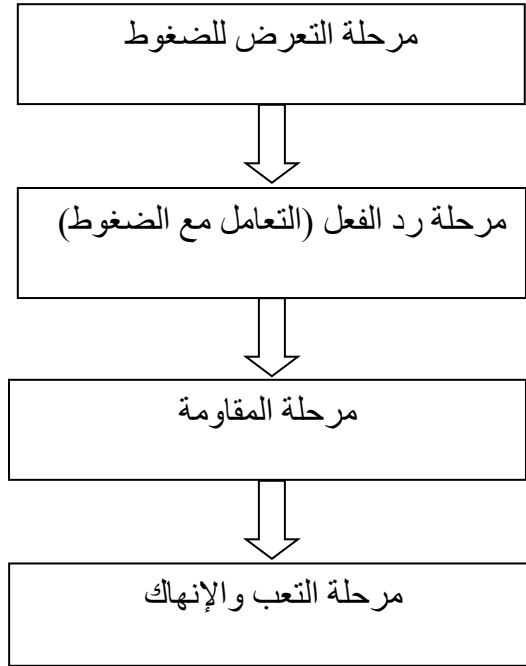 مرحلة التعرض للضغوط
مرحلة رد الفعل (التعامل مع الضغوط)
مرحلة المقاومة
مرحلة التعب والإنهاك